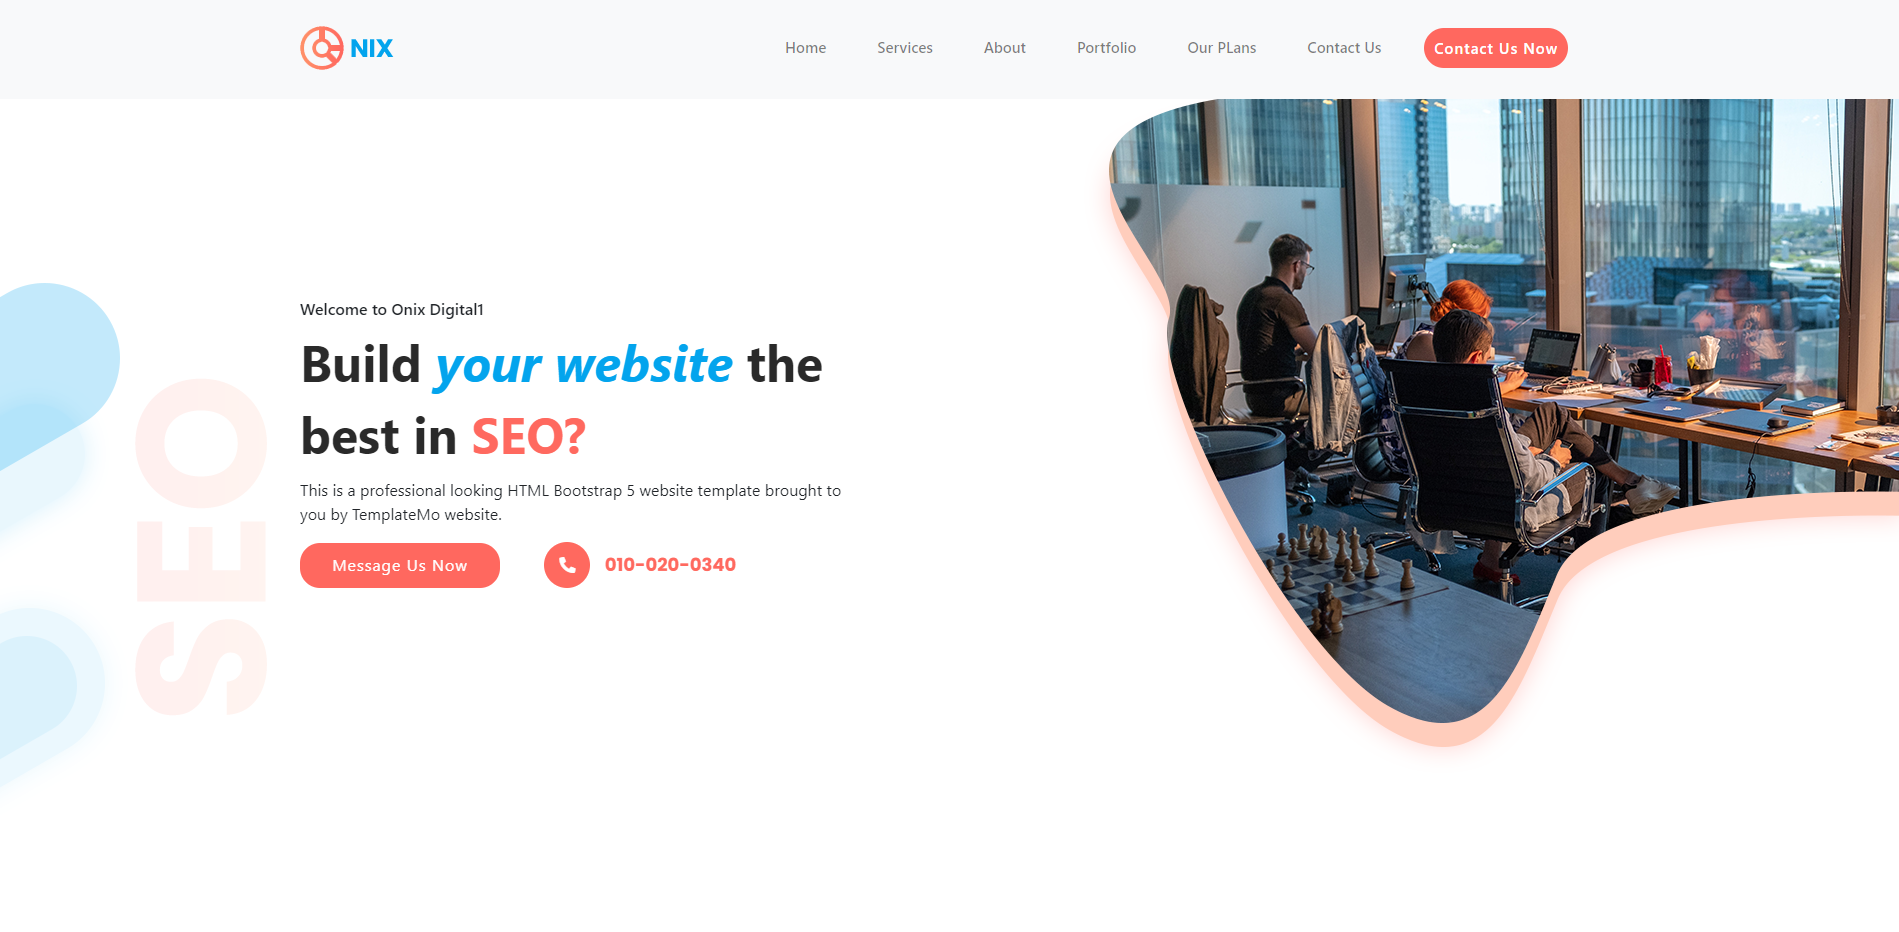 NIX
Home
Services
About
Portfolio
Our PLans
Contact Us
Contact Us Now
Welcome to Onix Digital1
Build your website the
best in SEO?
This is a professional looking HTML Bootstrap 5 website template brought to
you by TemplateMo website.
Message Us Now
010-020-0340
SEO